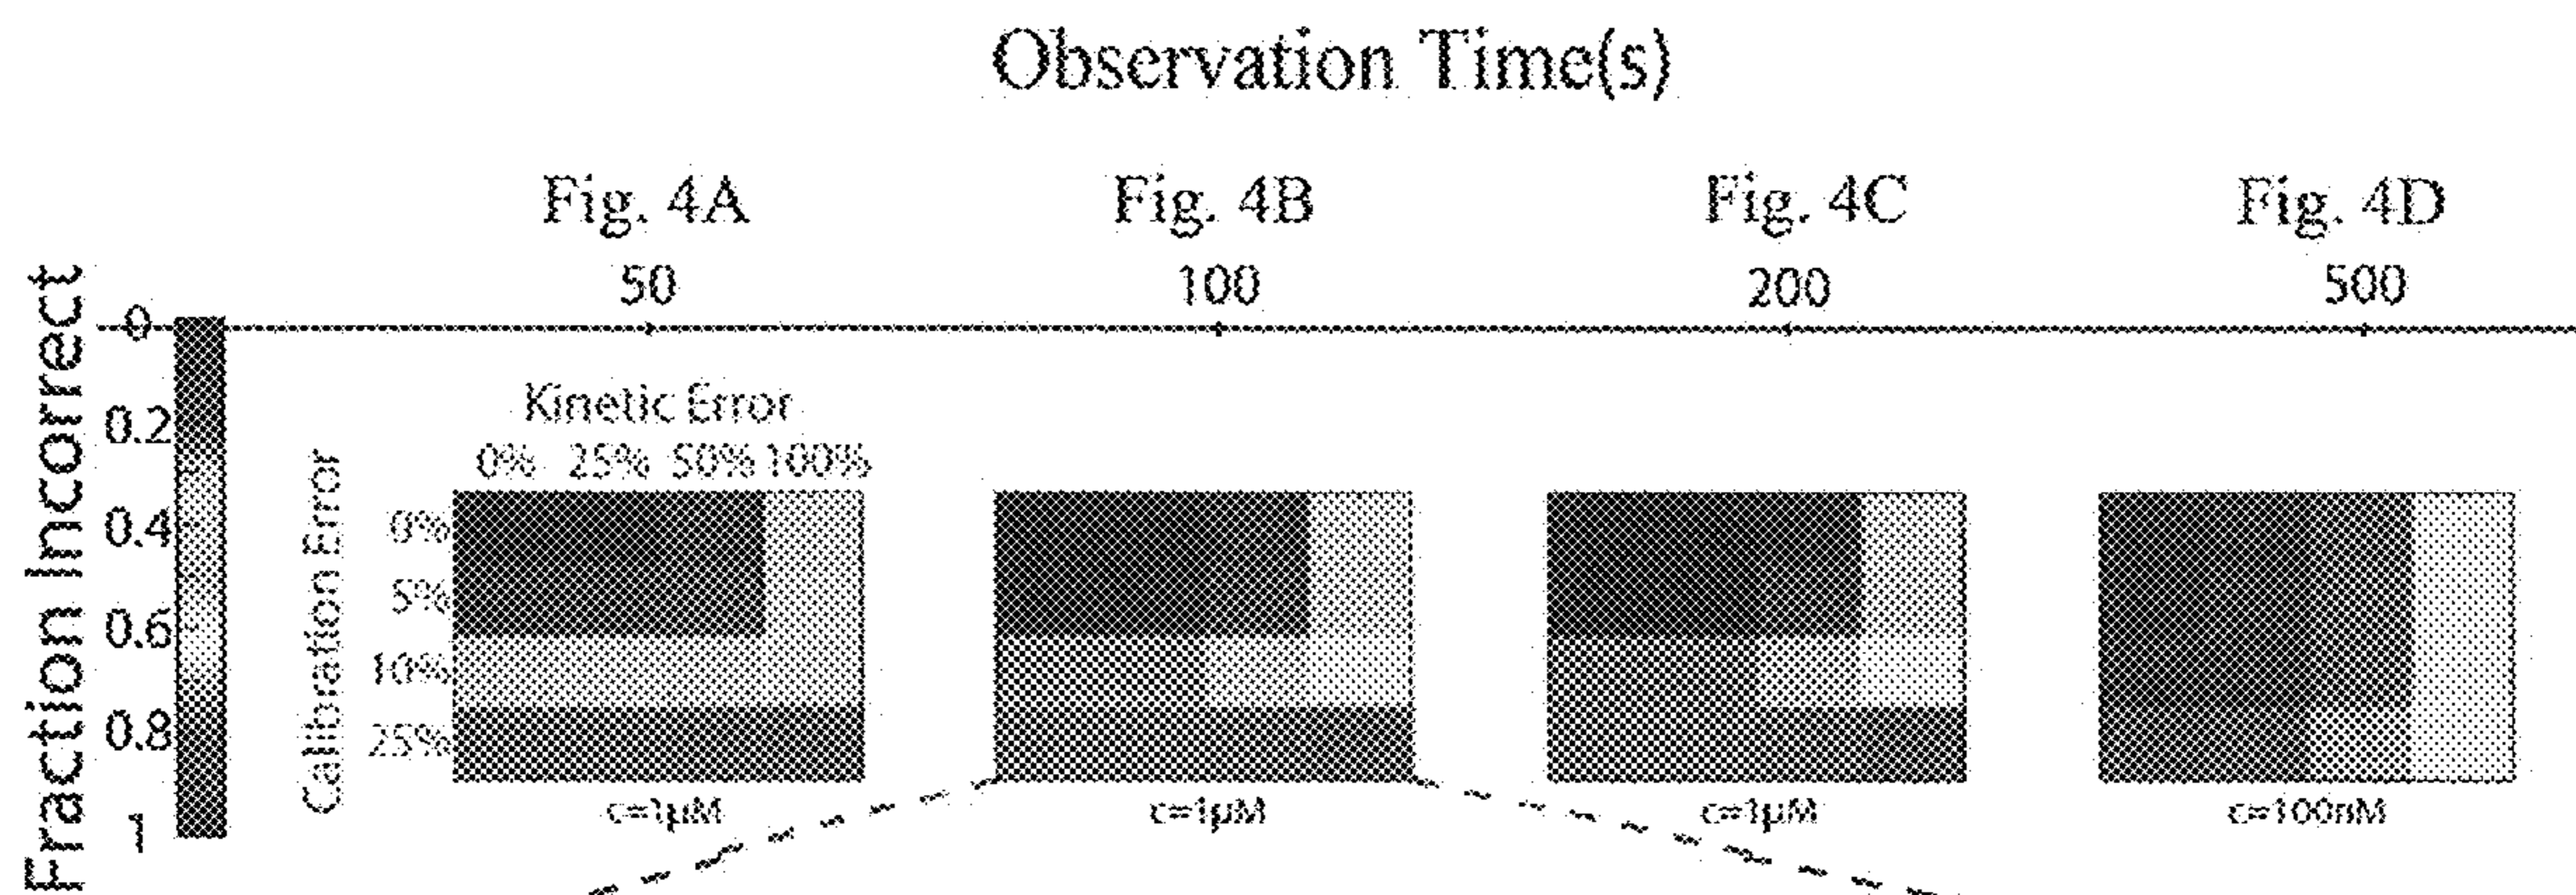 Observation Time(s)
Fig. 4A Fig. 4B Fig. 4C Fig. 4D
50 100 200 500
Fraction Incorrect
0
0.2
0.4
0.6
0.8
1
Kinetic Error
0% 25% 50% 100%
Calibration Error
0%
5%
10%
25%
c=1µM c=1µM c=1µM c=100nM